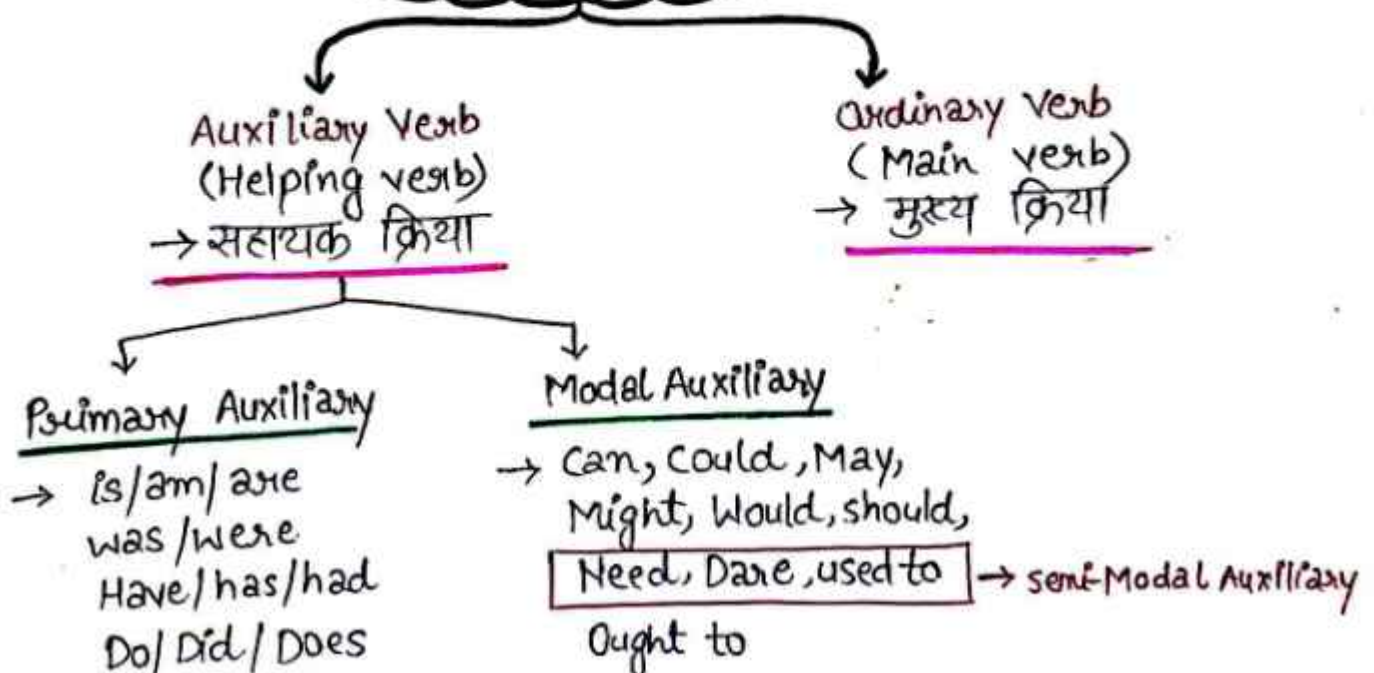 Auxiliary Verb
(Helping verb)
→ सहायक क्रिया
Ordinary Verb
(Main verb)
→ मुख्य क्रिया
Primary Auxiliary
→ is/am/are
was/were
Have/has/had
Do/Did/Does
Modal Auxiliary
→ Can, Could, May,
Might, Would, should,
Need, Dare, used to → semi-Modal Auxiliary
Ought to